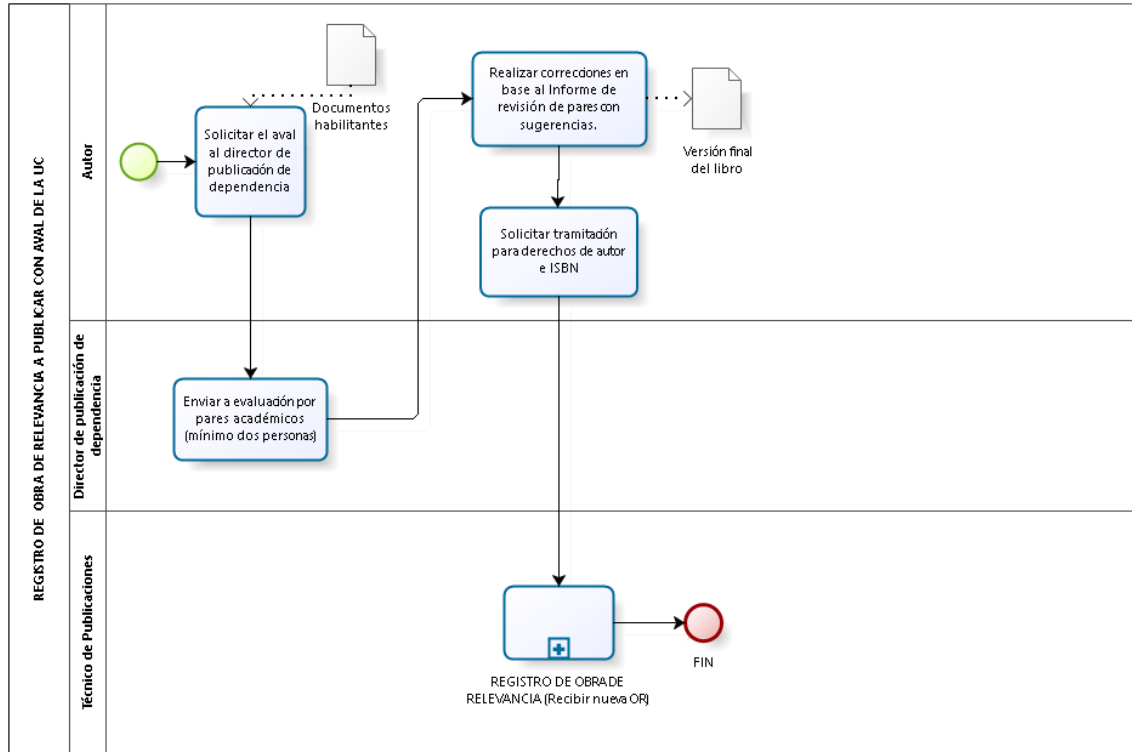 REGISTRO DE OBRA DE RELEVANCIA A PUBLICAR CON AVAL DE LA UC
Autor
Documentos
habilitantes
Solicitar el aval
al director de
publicación de
dependencia
Realizar correcciones en
base al Informe de
revisión de pares con
sugerencias.
Versión final
del libro
Solicitar tramitación
para derechos de autor
e ISBN
Director de publicación de
dependencia
Enviar a evaluación por
pares académicos
(mínimo dos personas)
Técnico de Publicaciones
REGISTRO DE OBRA DE
RELEVANCIA (Recibir nueva OR)
FIN